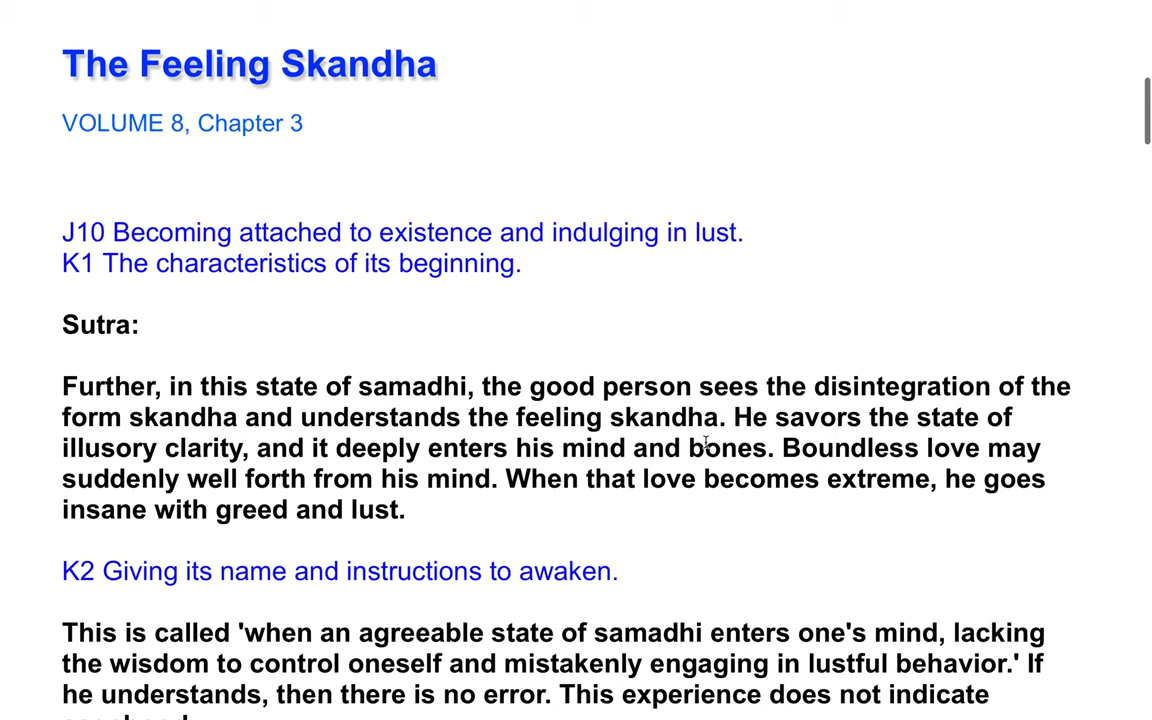 The Feeling Skandha
VOLUME 8, Chapter 3
J10 Becoming attached to existence and indulging in lust.
K1 The characteristics of its beginning.
Sutra:
Further, in this state of samadhi, the good person sees the disintegration of the
form skandha and understands the feeling skandha. He savors the state of
illusory clarity, and it deeply enters his mind and bones. Boundless love may
suddenly well forth from his mind. When that love becomes extreme, he goes
insane with greed and lust.
K2 Giving its name and instructions to awaken.
This is called 'when an agreeable state of samadhi enters one's mind, lacking
the wisdom to control oneself and mistakenly engaging in lustful behavior.' If
he understands, then there is no error. This experience does not indicate